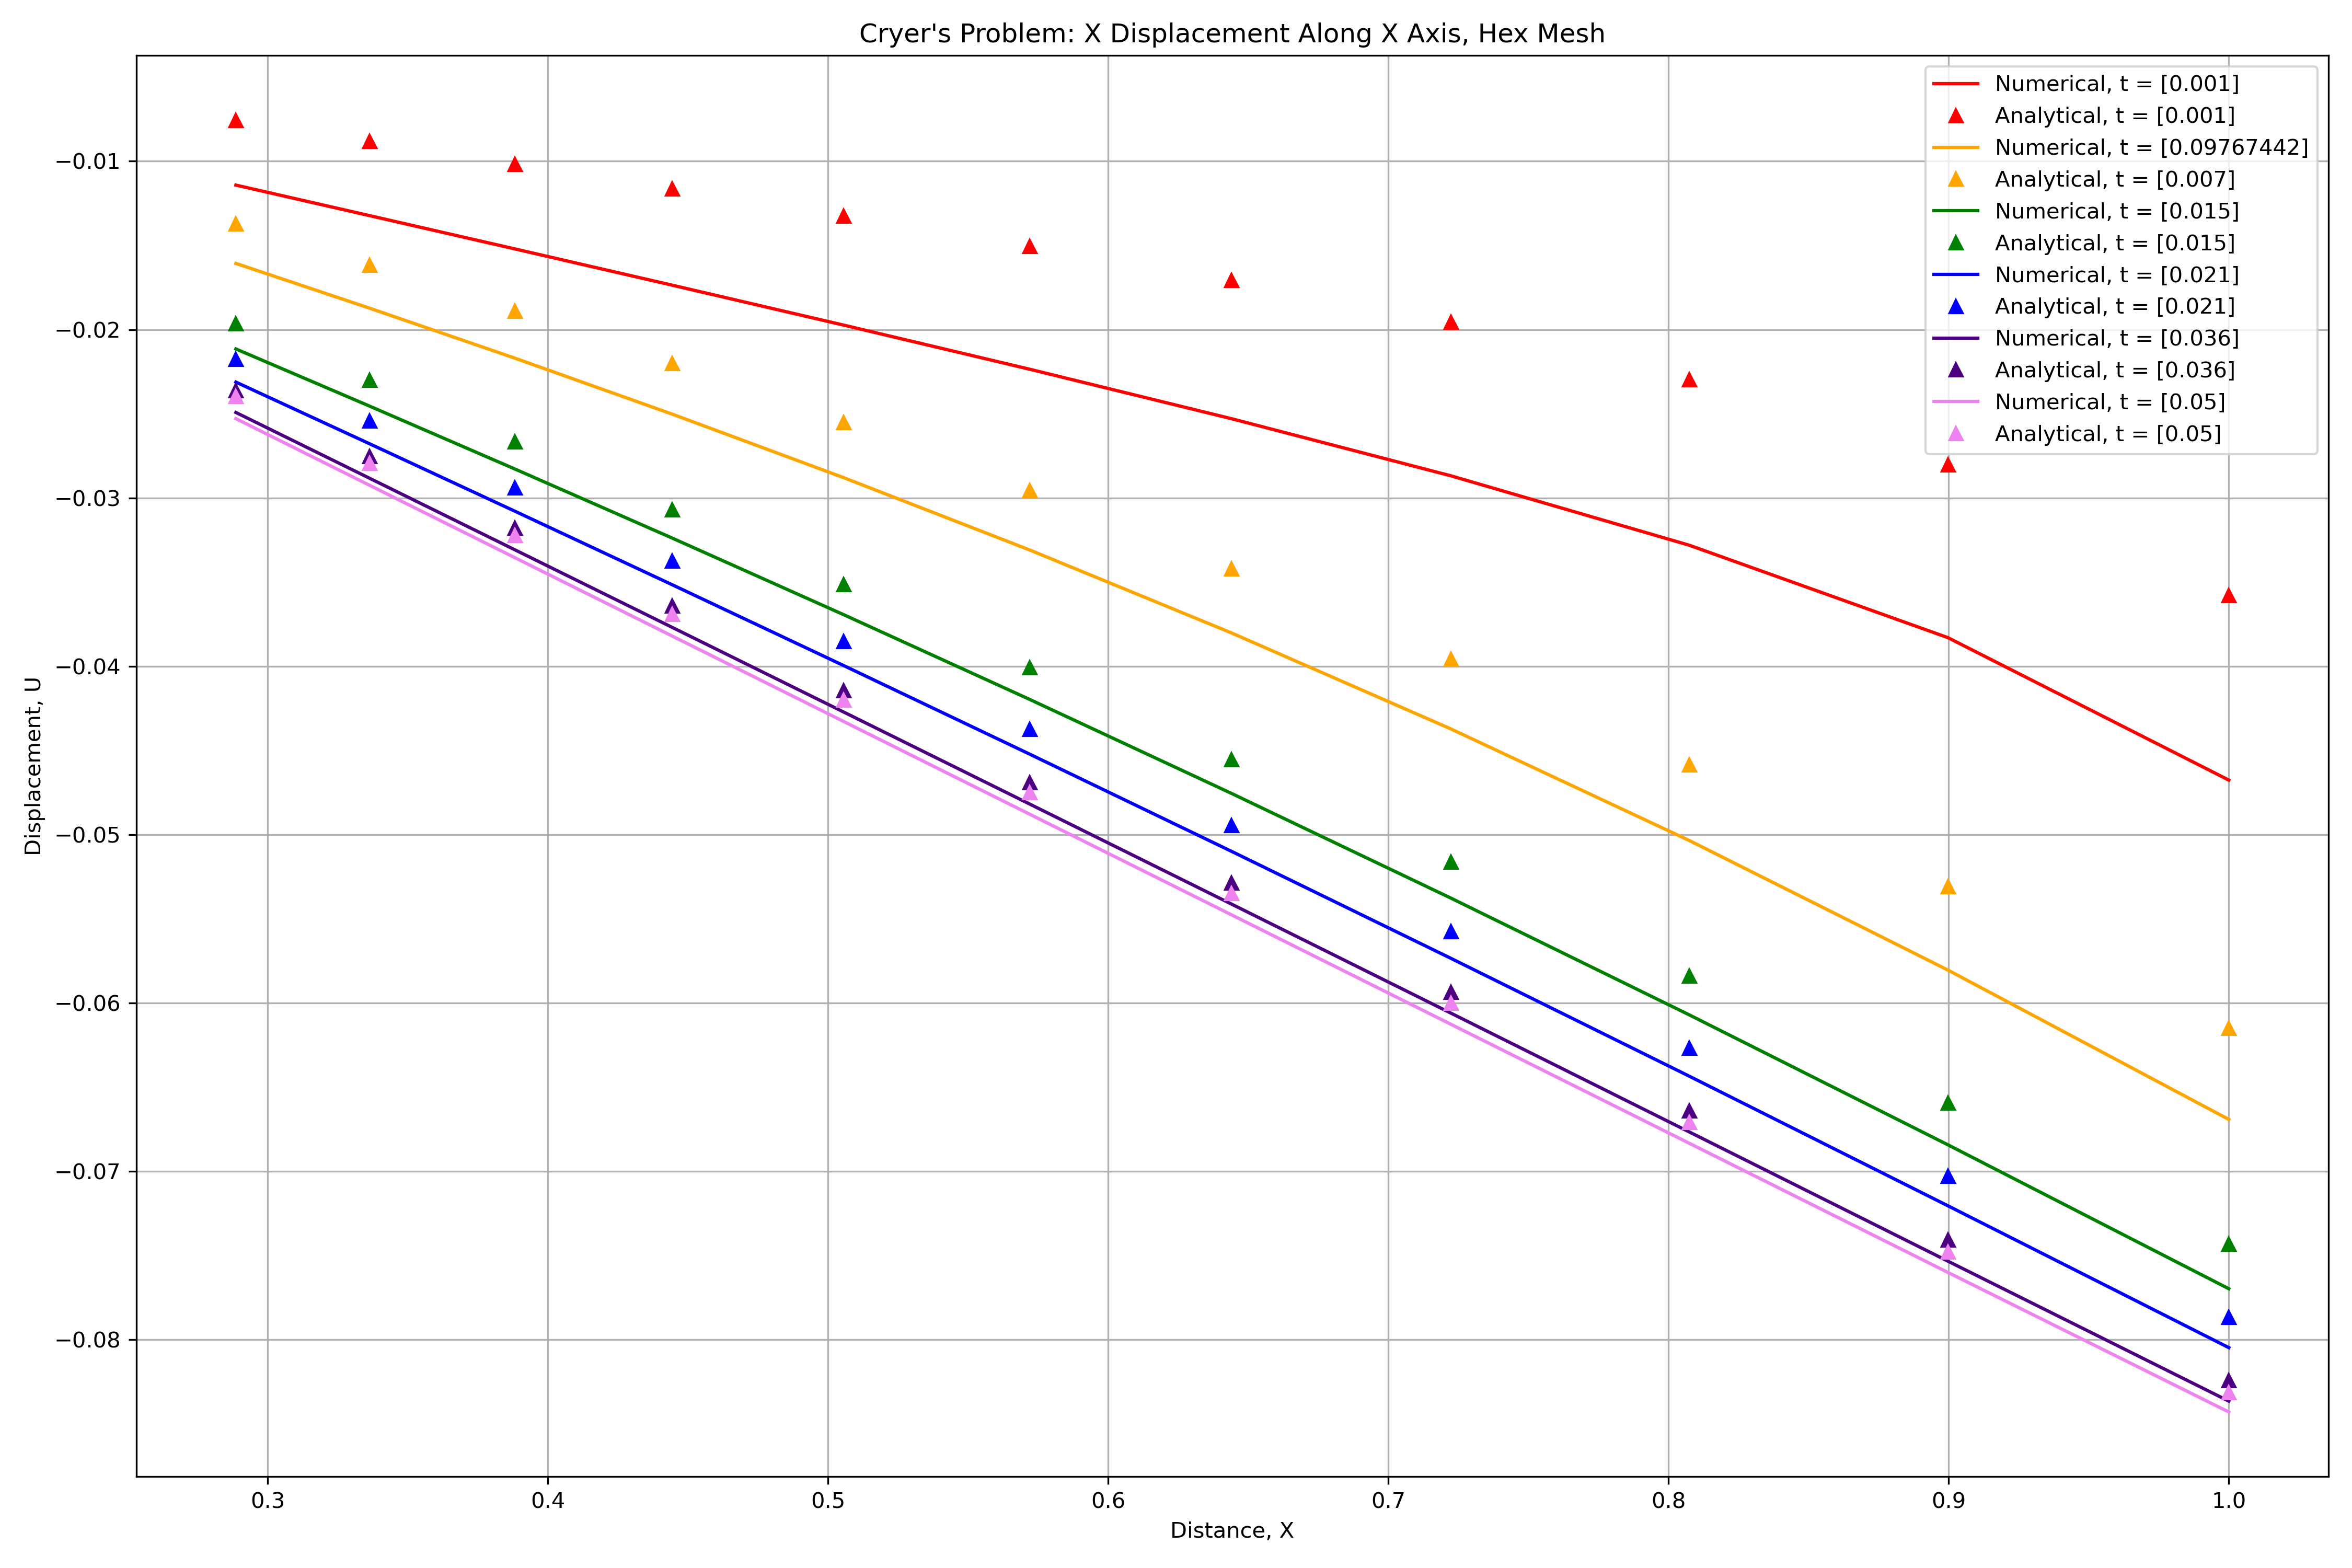 Cryer's Problem: X Displacement Along X Axis, Hex Mesh
Numerical, t = [0.001]
Analytical, t = [0.001]
Numerical, t = [0.09767442]
Analytical, t = [0.007]
Numerical, t = [0.015]
Analytical, t = [0.015]
Numerical, t = [0.021]
Analytical, t = [0.021]
Numerical, t = [0.036]
Analytical, t = [0.036]
Numerical, t = [0.05]
Analytical, t = [0.05]
−0.01
−0.02
−0.03
−0.04
−0.05
−0.06
−0.07
−0.08
Displacement, U
0.3 0.4 0.5 0.6 0.7 0.8 0.9 1.0
Distance, X